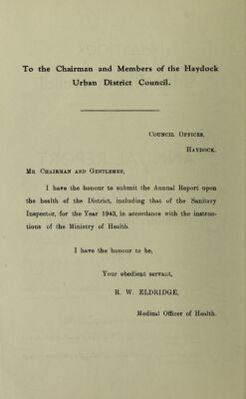 To the Chairman and Members of the Haydock
Urban District Council.
Council Offices,
Haydock.
Mr. Chairman and Gentlemen,
I have the honour to submit the Annual Report upon
the health of the District, including that of the Sanitary
Inspector, for the Year 1943, in accordance with the instruc-
tions of the Ministry of Health.
I have the honour to be,
Your obedient servant,
R. W. ELDRIDGE,
Medical Officer of Health.